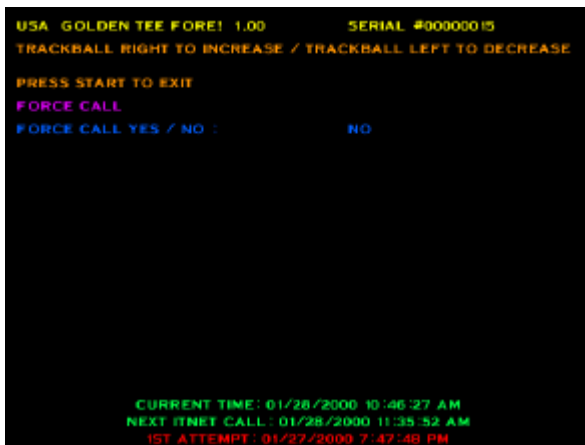 USA GOLDEN TEE FORE! 1.00 SERIAL #00000015
TRACKBALL RIGHT TO INCREASE / TRACKBALL LEFT TO DECREASE
PRESS START TO EXIT
FORCE CALL
FORCE CALL YES / NO : NO
CURRENT TIME: 01/28/2000 10:46:27 AM
NEXT ITNET CALL: 01/28/2000 11:35:52 AM
1ST ATTEMPT: 01/27/2000 7:47:48 PM